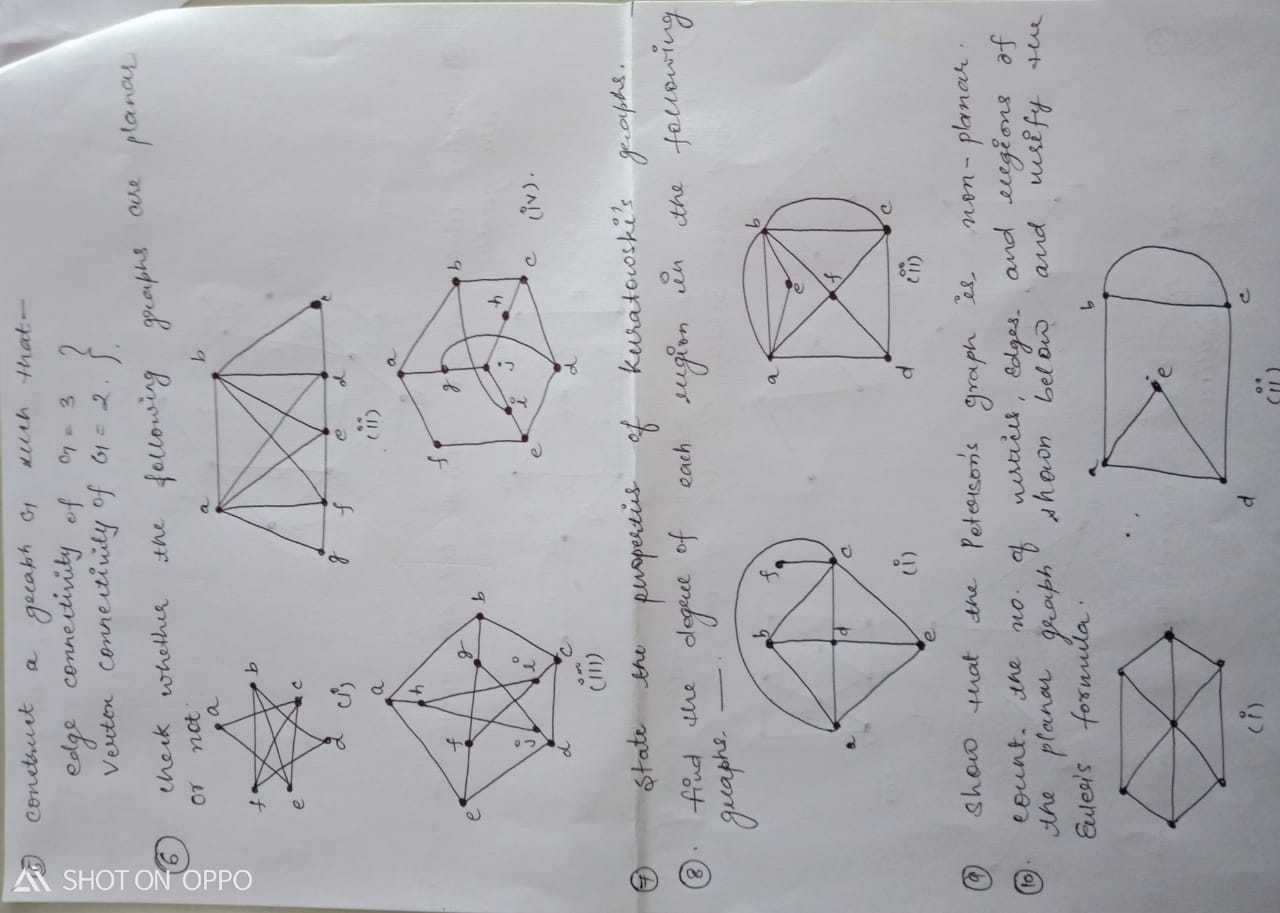 SHOT ON OPPO
⑤ construct a graph G such that—
edge connectivity of G = 3 }
Vertex connectivity of G = 2. }.
⑥ check whether the following graphs are planar
or not.
a
f b
e c
d (i)
a b
g f e d c
(ii)
a
h
e f g b
j i
d c
(iii)
a
f g b
i j h
e c (iv).
d
⑦ State the properties of Kuratowoski's graphs.
⑧. find the degree of each region in the following
graphs. —.
b f
a d c
e (i)
a b
e
f
d c
(ii)
⑨ show that the Peterson's graph is non-planar.
⑩. count. the no. of vertices, Edges. and regions of
the planar graph shown below and verify the
Euler's formula.
a b
e
d c
(i) (ii)